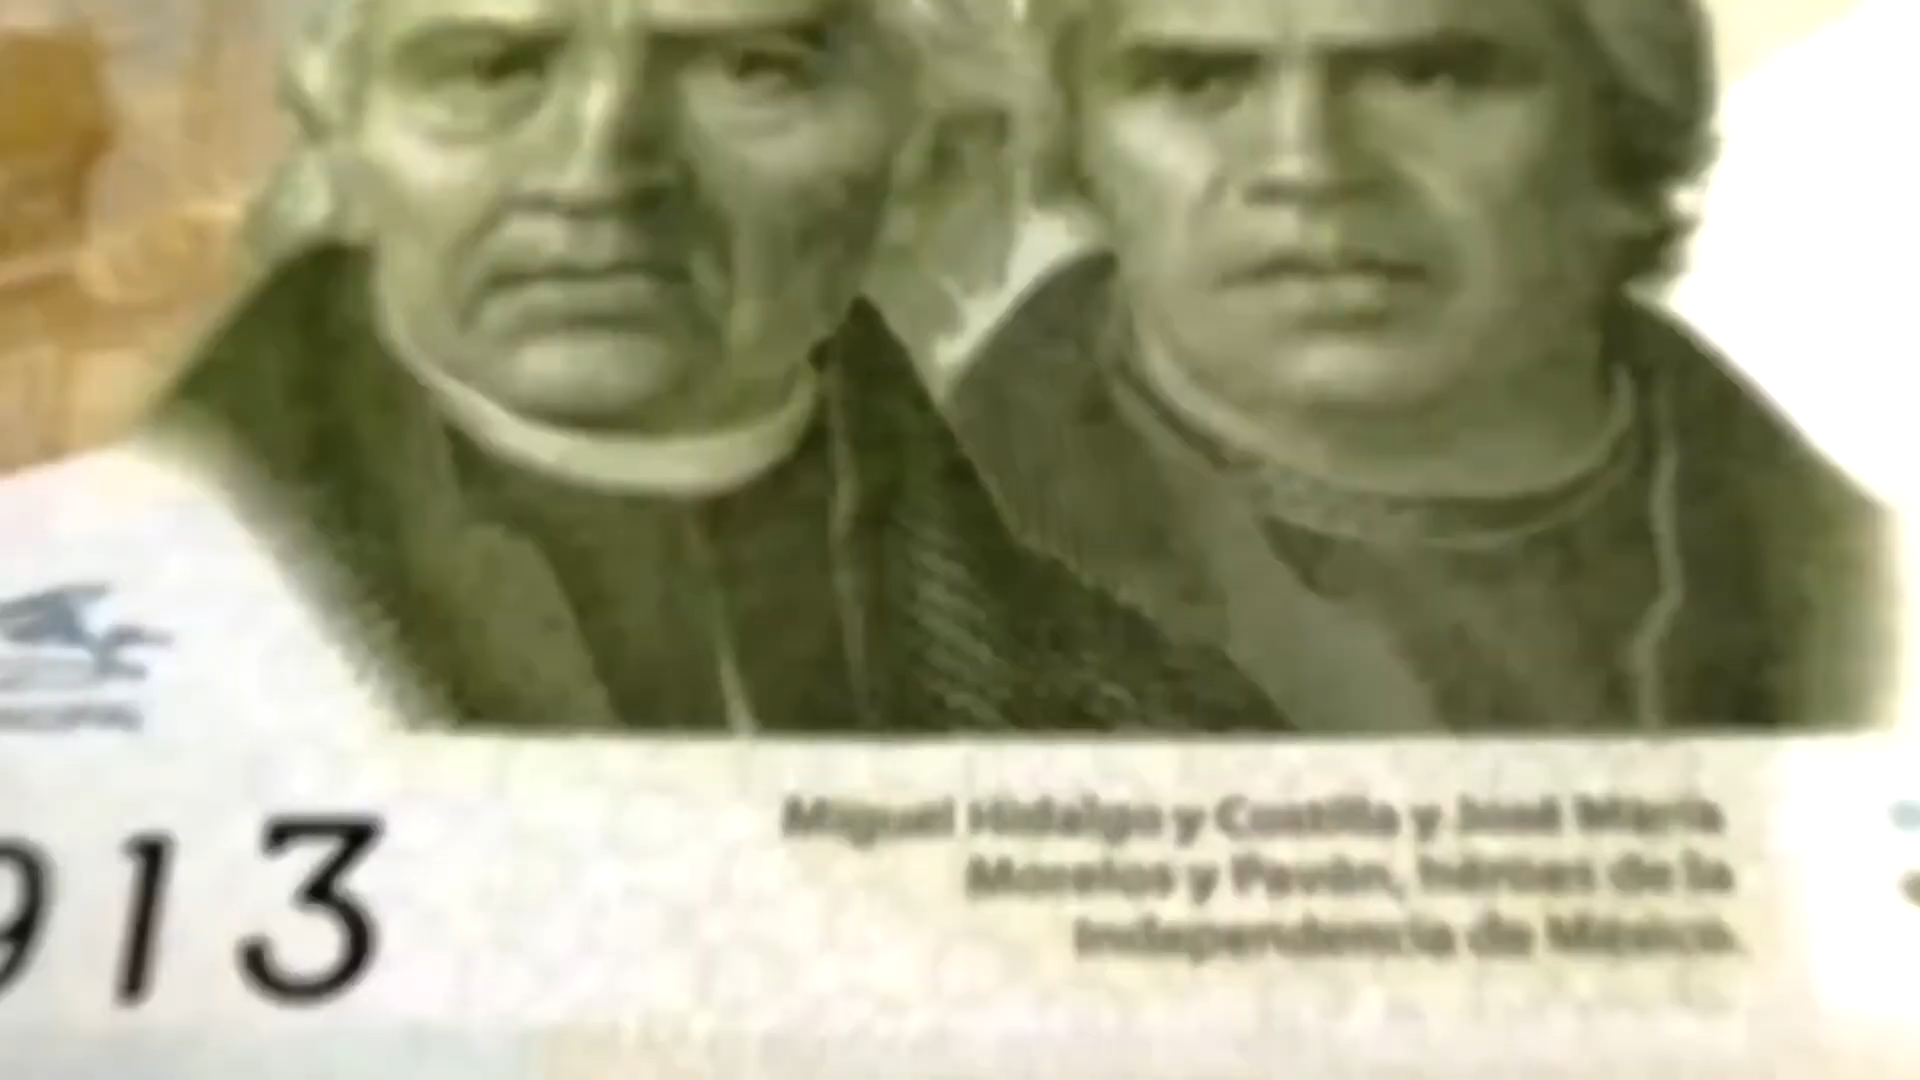 913
Miguel Hidalgo y Costilla y José María
Morelos y Pavón, héroes de la
Independencia de México.